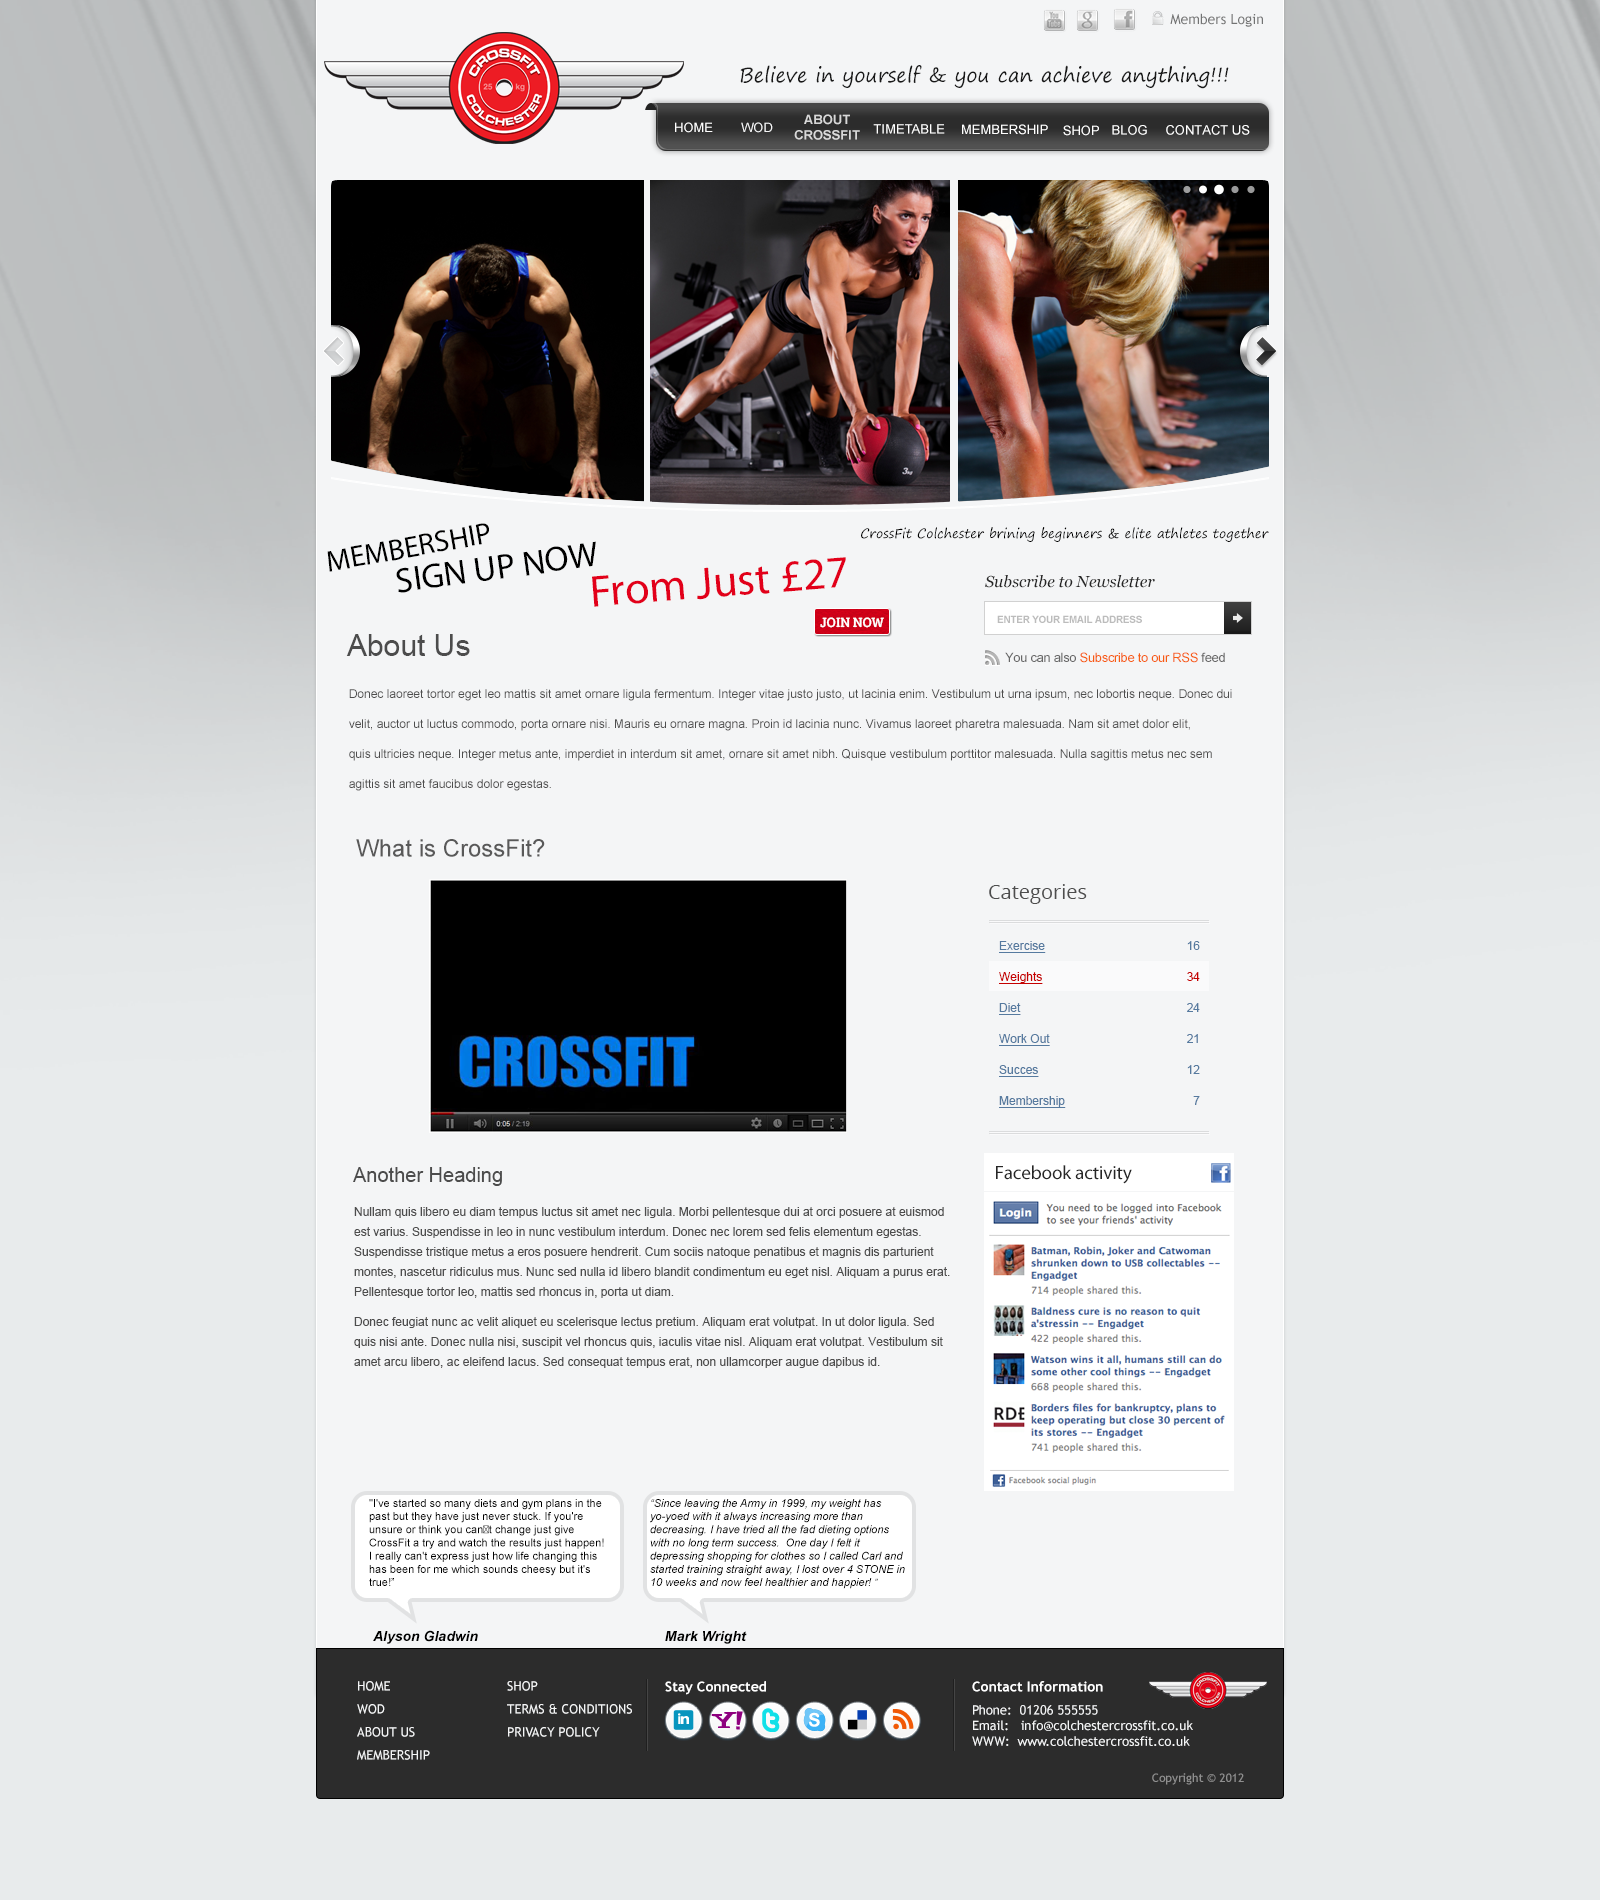 Members Login
CROSSFIT
25 kg
COLCHESTER
Believe in yourself & you can achieve anything!!!
HOME WOD ABOUT CROSSFIT TIMETABLE MEMBERSHIP SHOP BLOG CONTACT US
3kg
MEMBERSHIP
SIGN UP NOW
From Just £27
JOIN NOW
CrossFit Colchester brining beginners & elite athletes together
Subscribe to Newsletter
ENTER YOUR EMAIL ADDRESS
You can also Subscribe to our RSS feed
About Us
Donec laoreet tortor eget leo mattis sit amet ornare ligula fermentum. Integer vitae justo justo, ut lacinia enim. Vestibulum ut urna ipsum, nec lobortis neque. Donec dui
velit, auctor ut luctus commodo, porta ornare nisi. Mauris eu ornare magna. Proin id lacinia nunc. Vivamus laoreet pharetra malesuada. Nam sit amet dolor elit,
quis ultricies neque. Integer metus ante, imperdiet in interdum sit amet, ornare sit amet nibh. Quisque vestibulum porttitor malesuada. Nulla sagittis metus nec sem
agittis sit amet faucibus dolor egestas.
What is CrossFit?
CROSSFIT
0:05 / 2:19
Categories
Exercise 16
Weights 34
Diet 24
Work Out 21
Succes 12
Membership 7
Another Heading
Nullam quis libero eu diam tempus luctus sit amet nec ligula. Morbi pellentesque dui at orci posuere at euismod
est varius. Suspendisse in leo in nunc vestibulum interdum. Donec nec lorem sed felis elementum egestas.
Suspendisse tristique metus a eros posuere hendrerit. Cum sociis natoque penatibus et magnis dis parturient
montes, nascetur ridiculus mus. Nunc sed nulla id libero blandit condimentum eu eget nisl. Aliquam a purus erat.
Pellentesque tortor leo, mattis sed rhoncus in, porta ut diam.
Donec feugiat nunc ac velit aliquet eu scelerisque lectus pretium. Aliquam erat volutpat. In ut dolor ligula. Sed
quis nisi ante. Donec nulla nisi, suscipit vel rhoncus quis, iaculis vitae nisl. Aliquam erat volutpat. Vestibulum sit
amet arcu libero, ac eleifend lacus. Sed consequat tempus erat, non ullamcorper augue dapibus id.
Facebook activity
Login
You need to be logged into Facebook
to see your friends' activity
Batman, Robin, Joker and Catwoman
shrunken down to USB collectables --
Engadget
714 people shared this.
Baldness cure is no reason to quit
a'stressin -- Engadget
422 people shared this.
Watson wins it all, humans still can do
some other cool things -- Engadget
668 people shared this.
RDE
Borders files for bankruptcy, plans to
keep operating but close 30 percent of
its stores -- Engadget
741 people shared this.
Facebook social plugin
"I've started so many diets and gym plans in the
past but they have just never stuck. If you're
unsure or think you can't change just give
CrossFit a try and watch the results just happen!
I really can't express just how life changing this
has been for me which sounds cheesy but it's
true!"
Alyson Gladwin
"Since leaving the Army in 1999, my weight has
yo-yoed with it always increasing more than
decreasing. I have tried all the fad dieting options
with no long term success. One day I felt it
depressing shopping for clothes so I called Carl and
started training straight away, I lost over 4 STONE in
10 weeks and now feel healthier and happier! "
Mark Wright
HOME
WOD
ABOUT US
MEMBERSHIP
SHOP
TERMS & CONDITIONS
PRIVACY POLICY
Stay Connected
Contact Information
Phone: 01206 555555
Email: info@colchestercrossfit.co.uk
WWW: www.colchestercrossfit.co.uk
Copyright © 2012